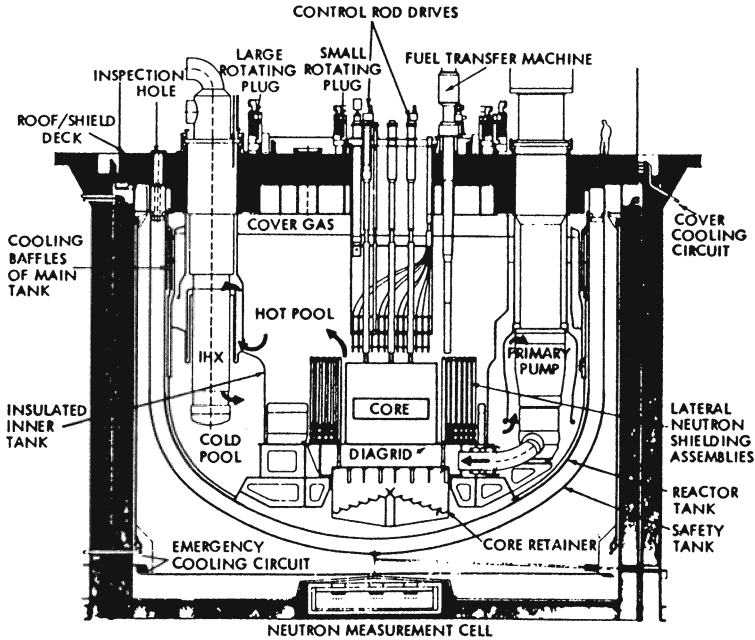 CONTROL ROD DRIVES
LARGE
ROTATING
PLUG
SMALL
ROTATING
PLUG
FUEL TRANSFER MACHINE
INSPECTION
HOLE
ROOF/SHIELD
DECK
COVER GAS
COVER
COOLING
CIRCUIT
COOLING
BAFFLES
OF MAIN
TANK
HOT POOL
IHX
PRIMARY
PUMP
CORE
INSULATED
INNER
TANK
COLD
POOL
DIAGRID
LATERAL
NEUTRON
SHIELDING
ASSEMBLIES
REACTOR
TANK
SAFETY
TANK
CORE RETAINER
EMERGENCY
COOLING CIRCUIT
NEUTRON MEASUREMENT CELL